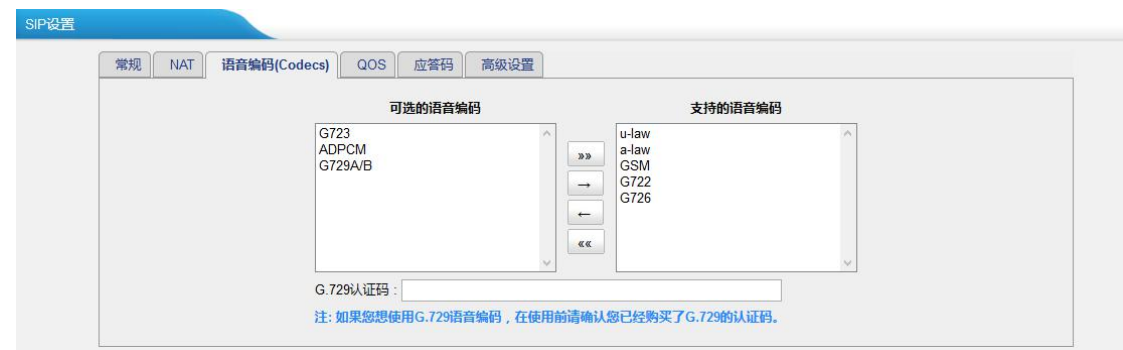 SIP设置
常规 NAT 语音编码(Codecs) QOS 应答码 高级设置
可选的语音编码 支持的语音编码
G723
ADPCM
G729A/B
»»
→
←
««
u-law
a-law
GSM
G722
G726
G.729认证码 :
注: 如果您想使用G.729语音编码，在使用前请确认您已经购买了G.729的认证码。